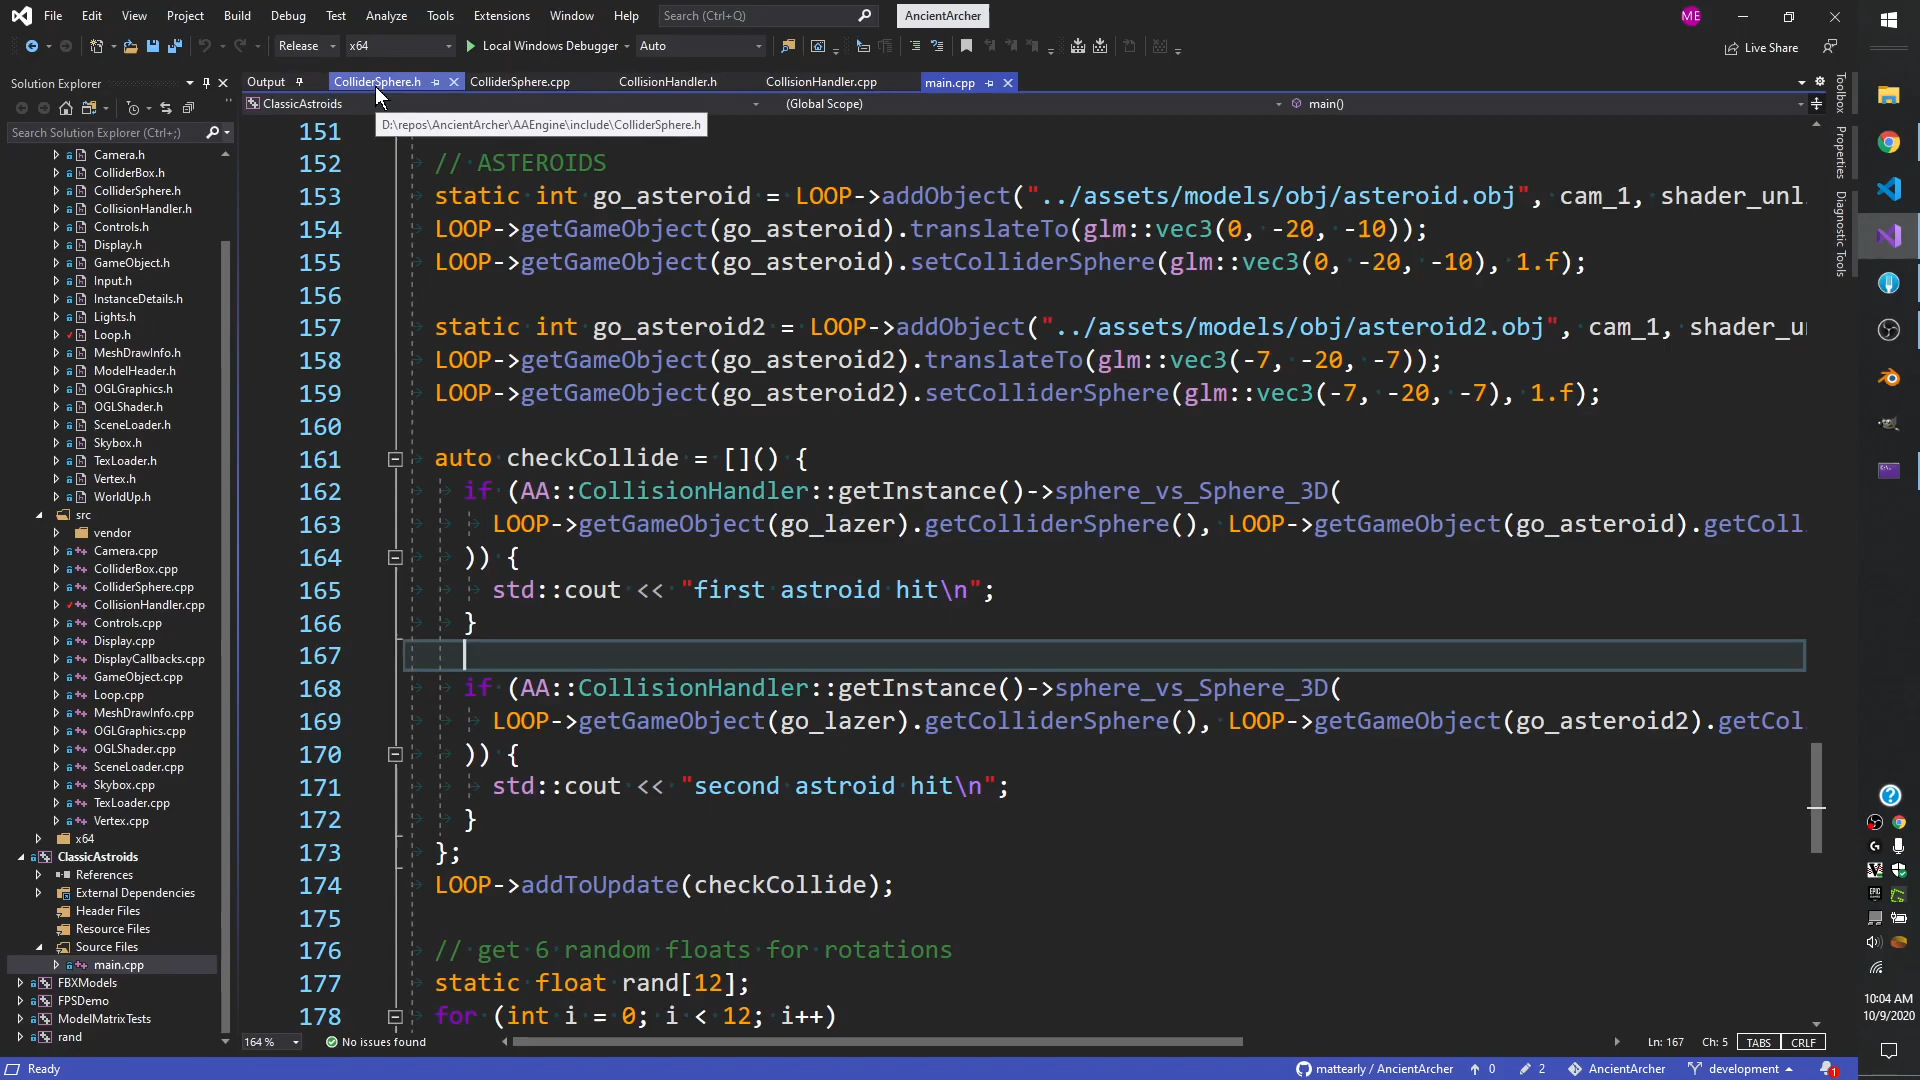 File Edit View Project Build Debug Test Analyze Tools Extensions Window Help Search (Ctrl+Q) AncientArcher ME
Release x64 Local Windows Debugger Auto Live Share
Solution Explorer
Output ColliderSphere.h ColliderSphere.cpp CollisionHandler.h CollisionHandler.cpp main.cpp
ClassicAstroids (Global Scope) main()
Search Solution Explorer (Ctrl+;)
D:\repos\AncientArcher\AAEngine\include\ColliderSphere.h
Camera.h
ColliderBox.h
ColliderSphere.h
CollisionHandler.h
Controls.h
Display.h
GameObject.h
Input.h
InstanceDetails.h
Lights.h
Loop.h
MeshDrawInfo.h
ModelHeader.h
OGLGraphics.h
OGLShader.h
SceneLoader.h
Skybox.h
TexLoader.h
Vertex.h
WorldUp.h
src
vendor
Camera.cpp
ColliderBox.cpp
ColliderSphere.cpp
CollisionHandler.cpp
Controls.cpp
Display.cpp
DisplayCallbacks.cpp
GameObject.cpp
Loop.cpp
MeshDrawInfo.cpp
OGLGraphics.cpp
OGLShader.cpp
SceneLoader.cpp
Skybox.cpp
TexLoader.cpp
Vertex.cpp
x64
ClassicAstroids
References
External Dependencies
Header Files
Resource Files
Source Files
main.cpp
FBXModels
FPSDemo
ModelMatrixTests
rand
151
152 // ASTEROIDS
153 static int go_asteroid = LOOP->addObject("../assets/models/obj/asteroid.obj", cam_1, shader_unl
154 LOOP->getGameObject(go_asteroid).translateTo(glm::vec3(0, -20, -10));
155 LOOP->getGameObject(go_asteroid).setColliderSphere(glm::vec3(0, -20, -10), 1.f);
156
157 static int go_asteroid2 = LOOP->addObject("../assets/models/obj/asteroid2.obj", cam_1, shader_u
158 LOOP->getGameObject(go_asteroid2).translateTo(glm::vec3(-7, -20, -7));
159 LOOP->getGameObject(go_asteroid2).setColliderSphere(glm::vec3(-7, -20, -7), 1.f);
160
161 auto checkCollide = []() {
162 if (AA::CollisionHandler::getInstance()->sphere_vs_Sphere_3D(
163 LOOP->getGameObject(go_lazer).getColliderSphere(), LOOP->getGameObject(go_asteroid).getColl
164 )) {
165 std::cout << "first astroid hit\n";
166 }
167
168 if (AA::CollisionHandler::getInstance()->sphere_vs_Sphere_3D(
169 LOOP->getGameObject(go_lazer).getColliderSphere(), LOOP->getGameObject(go_asteroid2).getCol
170 )) {
171 std::cout << "second astroid hit\n";
172 }
173 };
174 LOOP->addToUpdate(checkCollide);
175
176 // get 6 random floats for rotations
177 static float rand[12];
178 for (int i = 0; i < 12; i++)
Toolbox
Properties
Diagnostic Tools
164 % No issues found Ln: 167 Ch: 5 TABS CRLF
Ready mattearly / AncientArcher 0 2 AncientArcher development 1
10:04 AM
10/9/2020